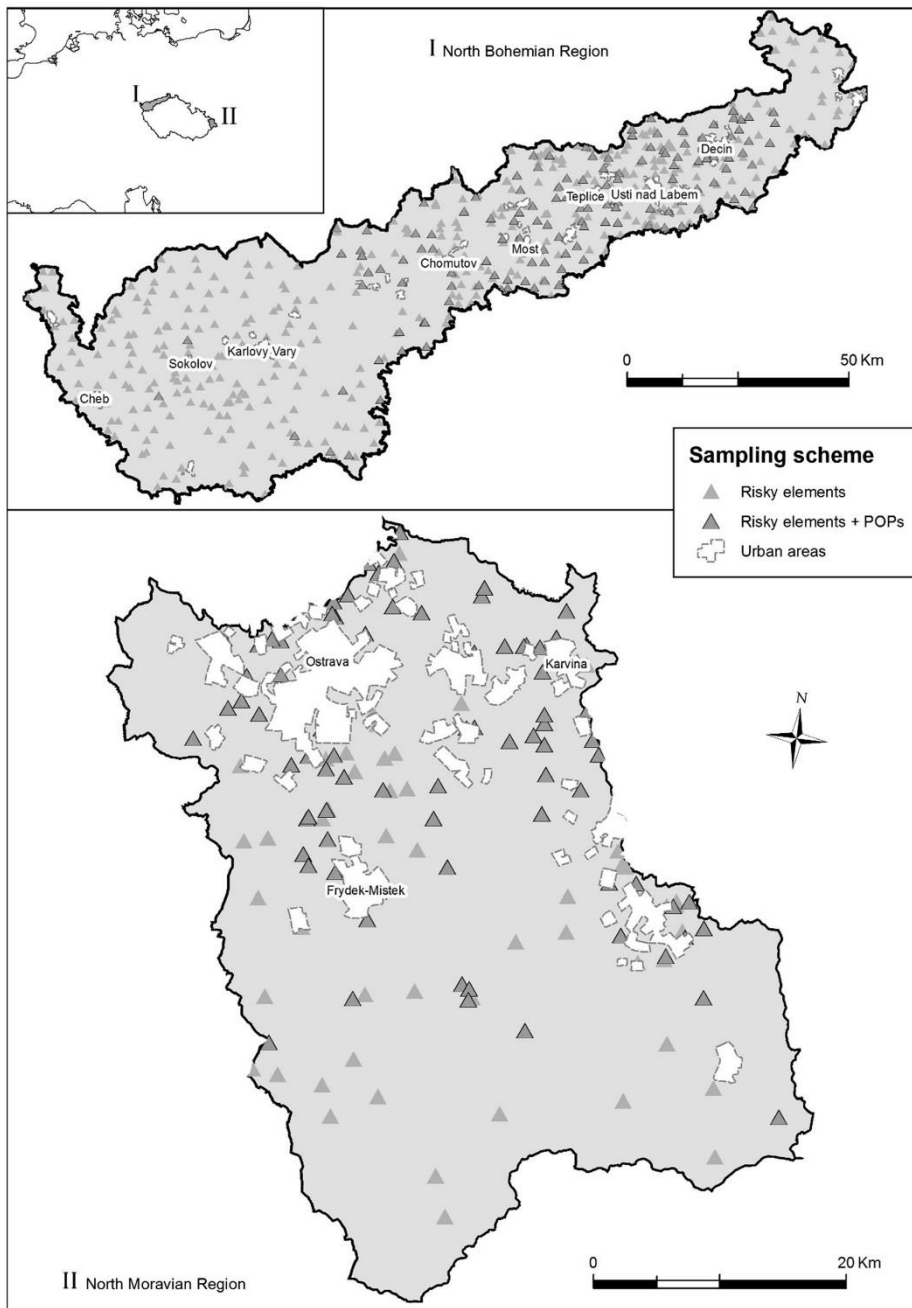 I North Bohemian Region
I
II
Decin
Teplice
Usti nad Labem
Most
Chomutov
Karlovy Vary
Sokolov
Cheb
0
50 Km
Sampling scheme
Risky elements
Risky elements + POPs
Urban areas
Ostrava
Karvina
N
Frydek-Mistek
II North Moravian Region
0
20 Km